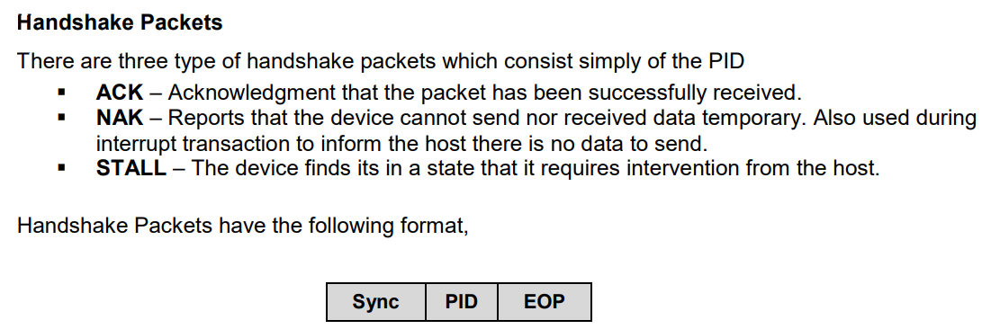 Handshake Packets
There are three type of handshake packets which consist simply of the PID
▪ ACK – Acknowledgment that the packet has been successfully received.
▪ NAK – Reports that the device cannot send nor received data temporary. Also used during
interrupt transaction to inform the host there is no data to send.
▪ STALL – The device finds its in a state that it requires intervention from the host.
Handshake Packets have the following format,
Sync PID EOP